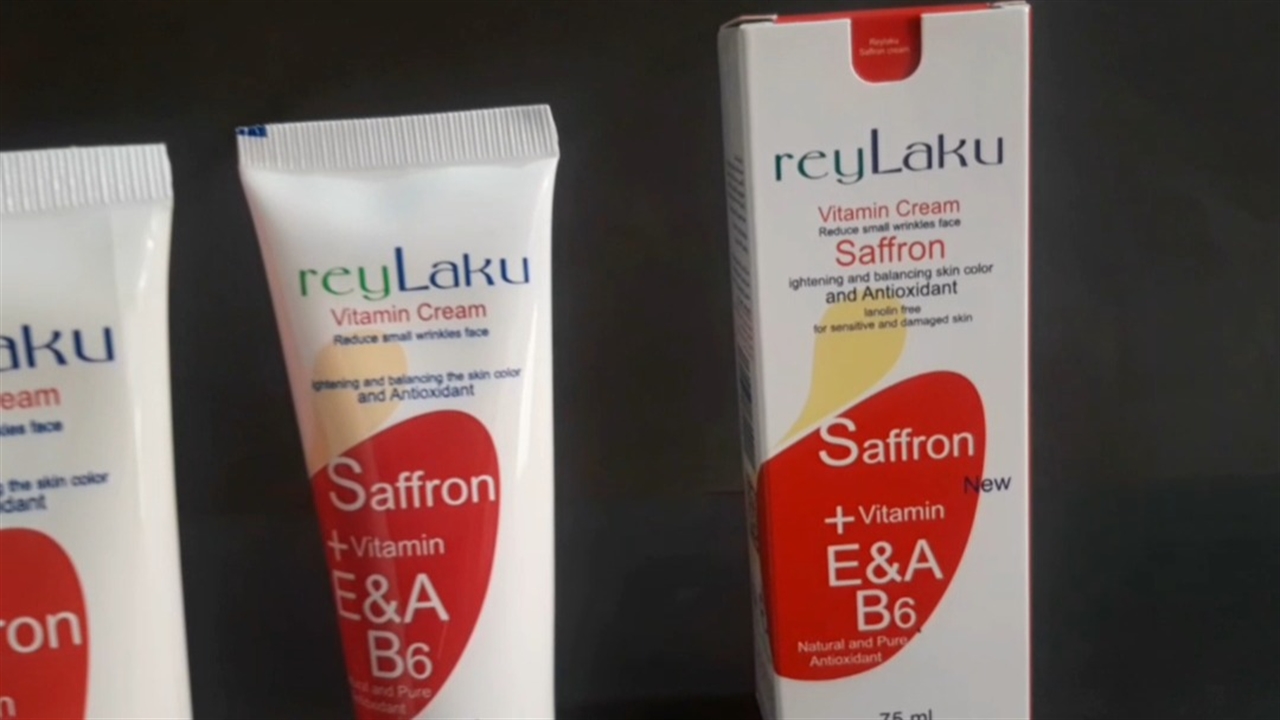 aku
eam
kles face
the skin color
dant
ron
reyLaku
Vitamin Cream
Reduce small wrinkles face
ightening and balancing the skin color
and Antioxidant
Saffron
+Vitamin
E&A
B6
and Pure
Reylaku
Saffron cream
reyLaku
Vitamin Cream
Reduce small wrinkles face
Saffron
ightening and balancing skin color
and Antioxidant
lanolin free
for sensitive and damaged skin
Saffron
New
+Vitamin
E&A
B6
Natural and Pure
Antioxidant
75 ml